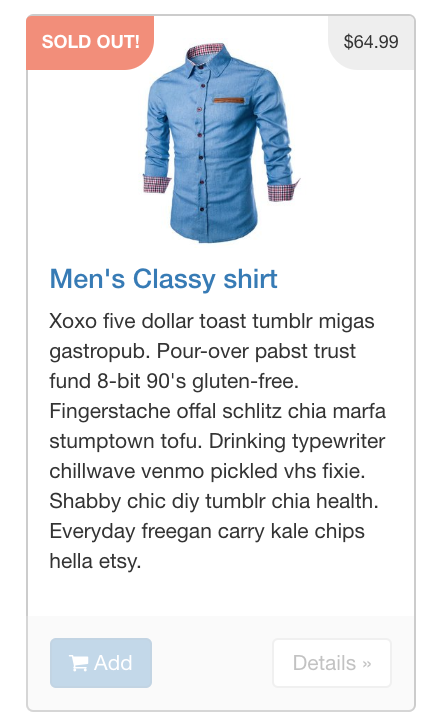 SOLD OUT!
$64.99
Men's Classy shirt
Xoxo five dollar toast tumblr migas
gastropub. Pour-over pabst trust
fund 8-bit 90's gluten-free.
Fingerstache offal schlitz chia marfa
stumptown tofu. Drinking typewriter
chillwave venmo pickled vhs fixie.
Shabby chic diy tumblr chia health.
Everyday freegan carry kale chips
hella etsy.
Add
Details »